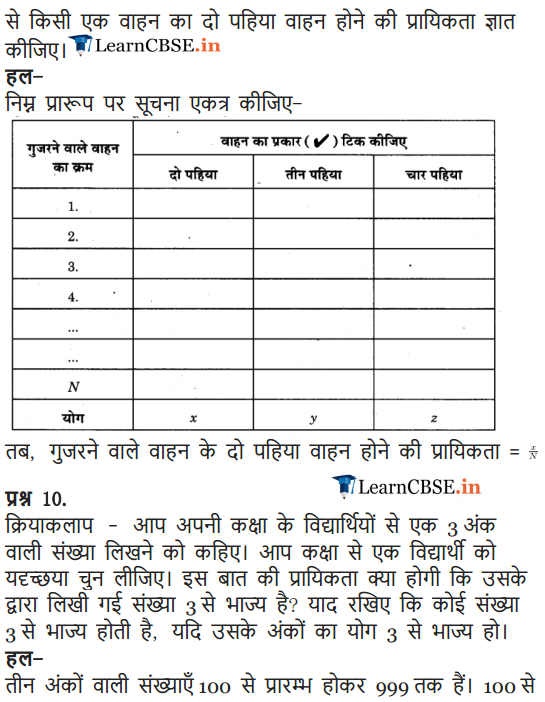 से किसी एक वाहन का दो पहिया वाहन होने की प्रायिकता ज्ञात
कीजिए।
LearnCBSE.in
हल–
निम्न प्रारूप पर सूचना एकत्र कीजिए–
गुजरने वाले वाहन का क्रम
वाहन का प्रकार (✔) टिक कीजिए
दो पहिया तीन पहिया चार पहिया
1.
2.
3.
4.
...
...
N
योग x y z
तब, गुजरने वाले वाहन के दो पहिया वाहन होने की प्रायिकता = x/N
LearnCBSE.in
प्रश्न 10.
क्रियाकलाप - आप अपनी कक्षा के विद्यार्थियों से एक 3 अंक
वाली संख्या लिखने को कहिए। आप कक्षा से एक विद्यार्थी को
यदृच्छया चुन लीजिए। इस बात की प्रायिकता क्या होगी कि उसके
द्वारा लिखी गई संख्या 3 से भाज्य है? याद रखिए कि कोई संख्या
3 से भाज्य होती है, यदि उसके अंकों का योग 3 से भाज्य हो।
हल–
तीन अंकों वाली संख्याएँ 100 से प्रारम्भ होकर 999 तक हैं। 100 से